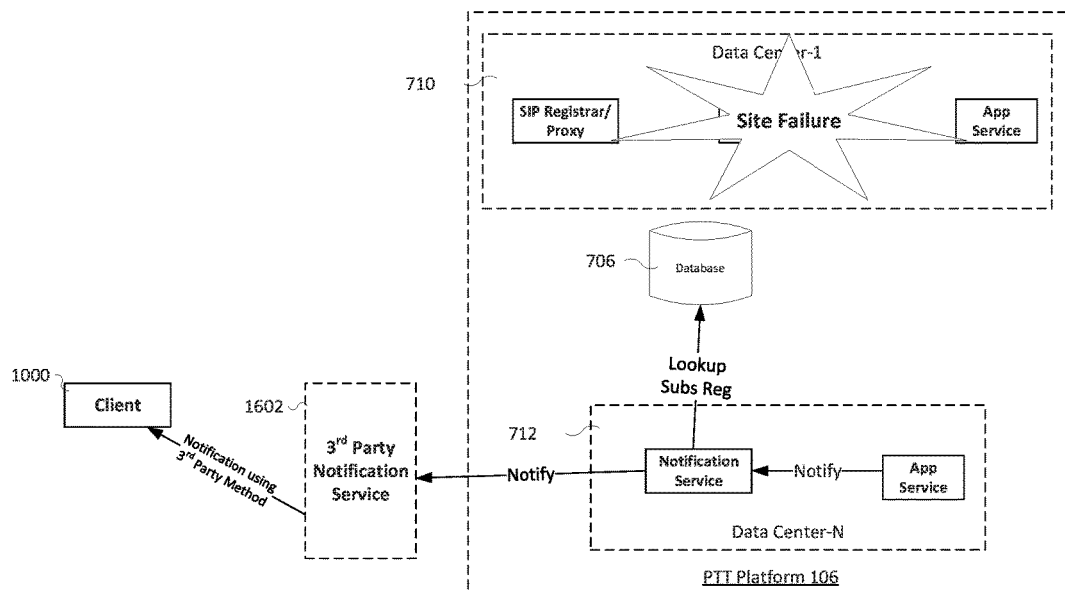 Data Center-1
710
SIP Registrar/
Proxy
Site Failure
App
Service
706
Database
Lookup
Subs Reg
1000
Client
1602
3rd Party
Notification
Service
Notification using
3rd Party Method
712
Notify
Notification
Service
Notify
App
Service
Data Center-N
PTT Platform 106